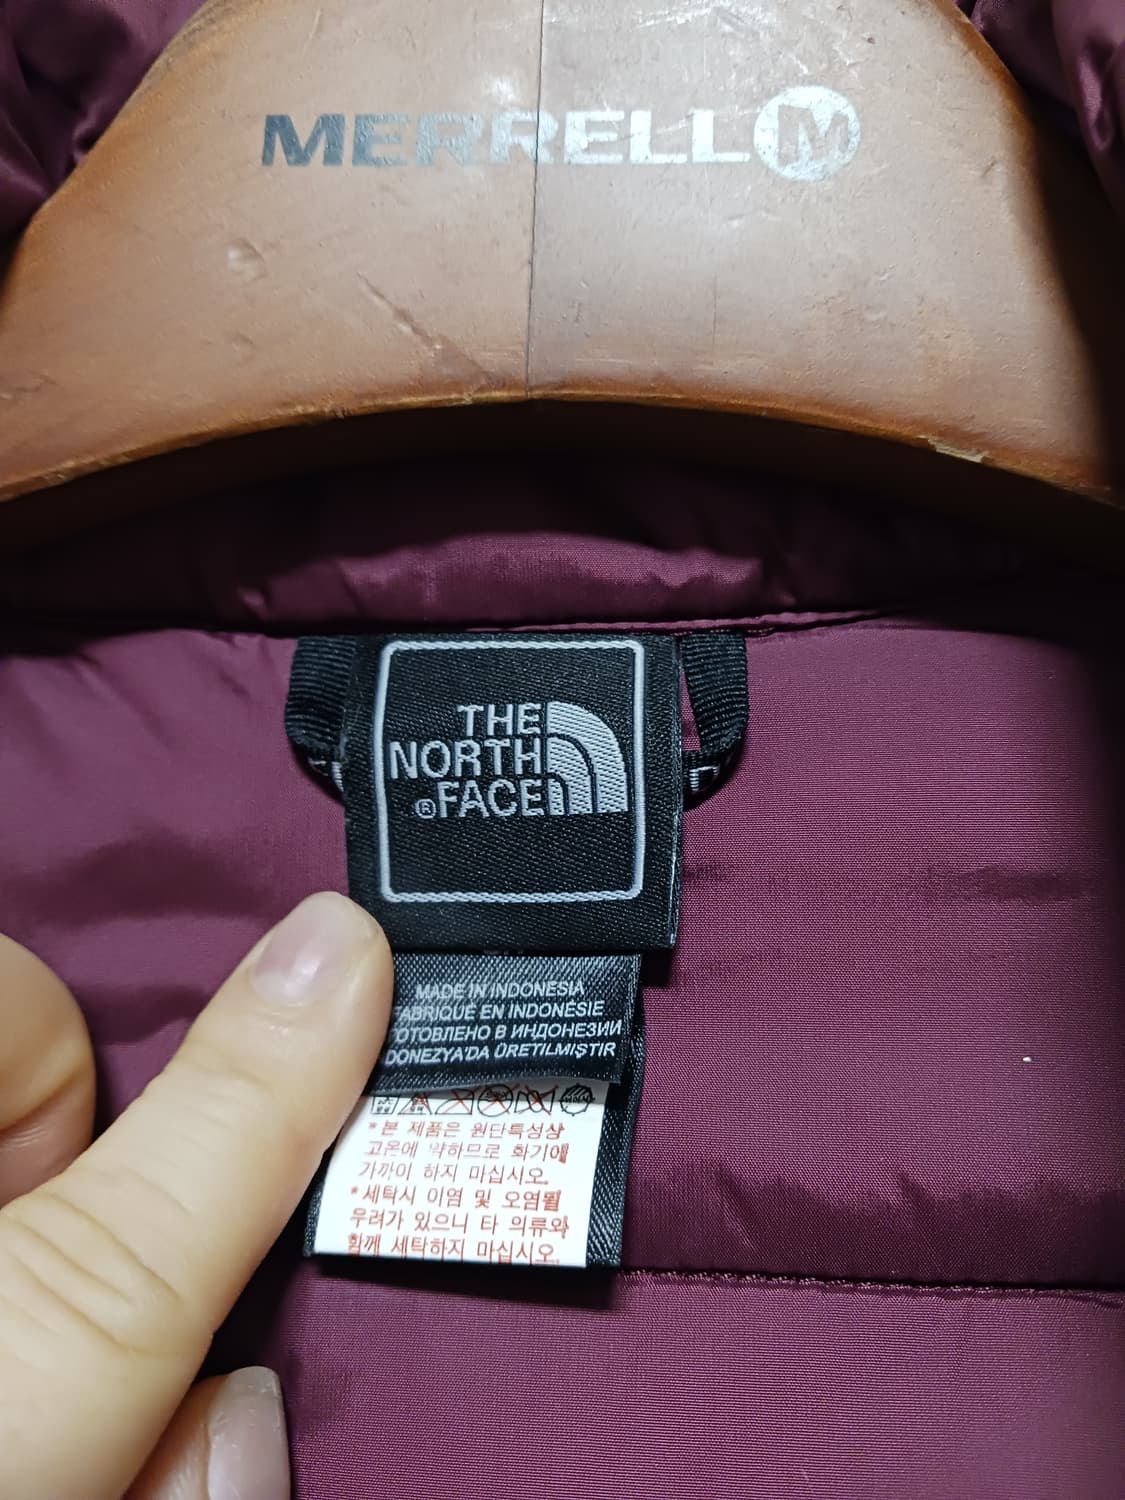 MERRELL M
THE
NORTH
® FACE
MADE IN INDONESIA
FABRIQUÉ EN INDONÉSIE
ОТОВЛЕНО В ИНДОНЕЗИИ
DONEZYA'DA ÜRETILMIŞTIR
*본 제품은 원단특성상
고온에 약하므로 화기에
가까이 하지 마십시오.
*세탁시 이염 및 오염될
우려가 있으니 타 의류와
함께 세탁하지 마십시오.